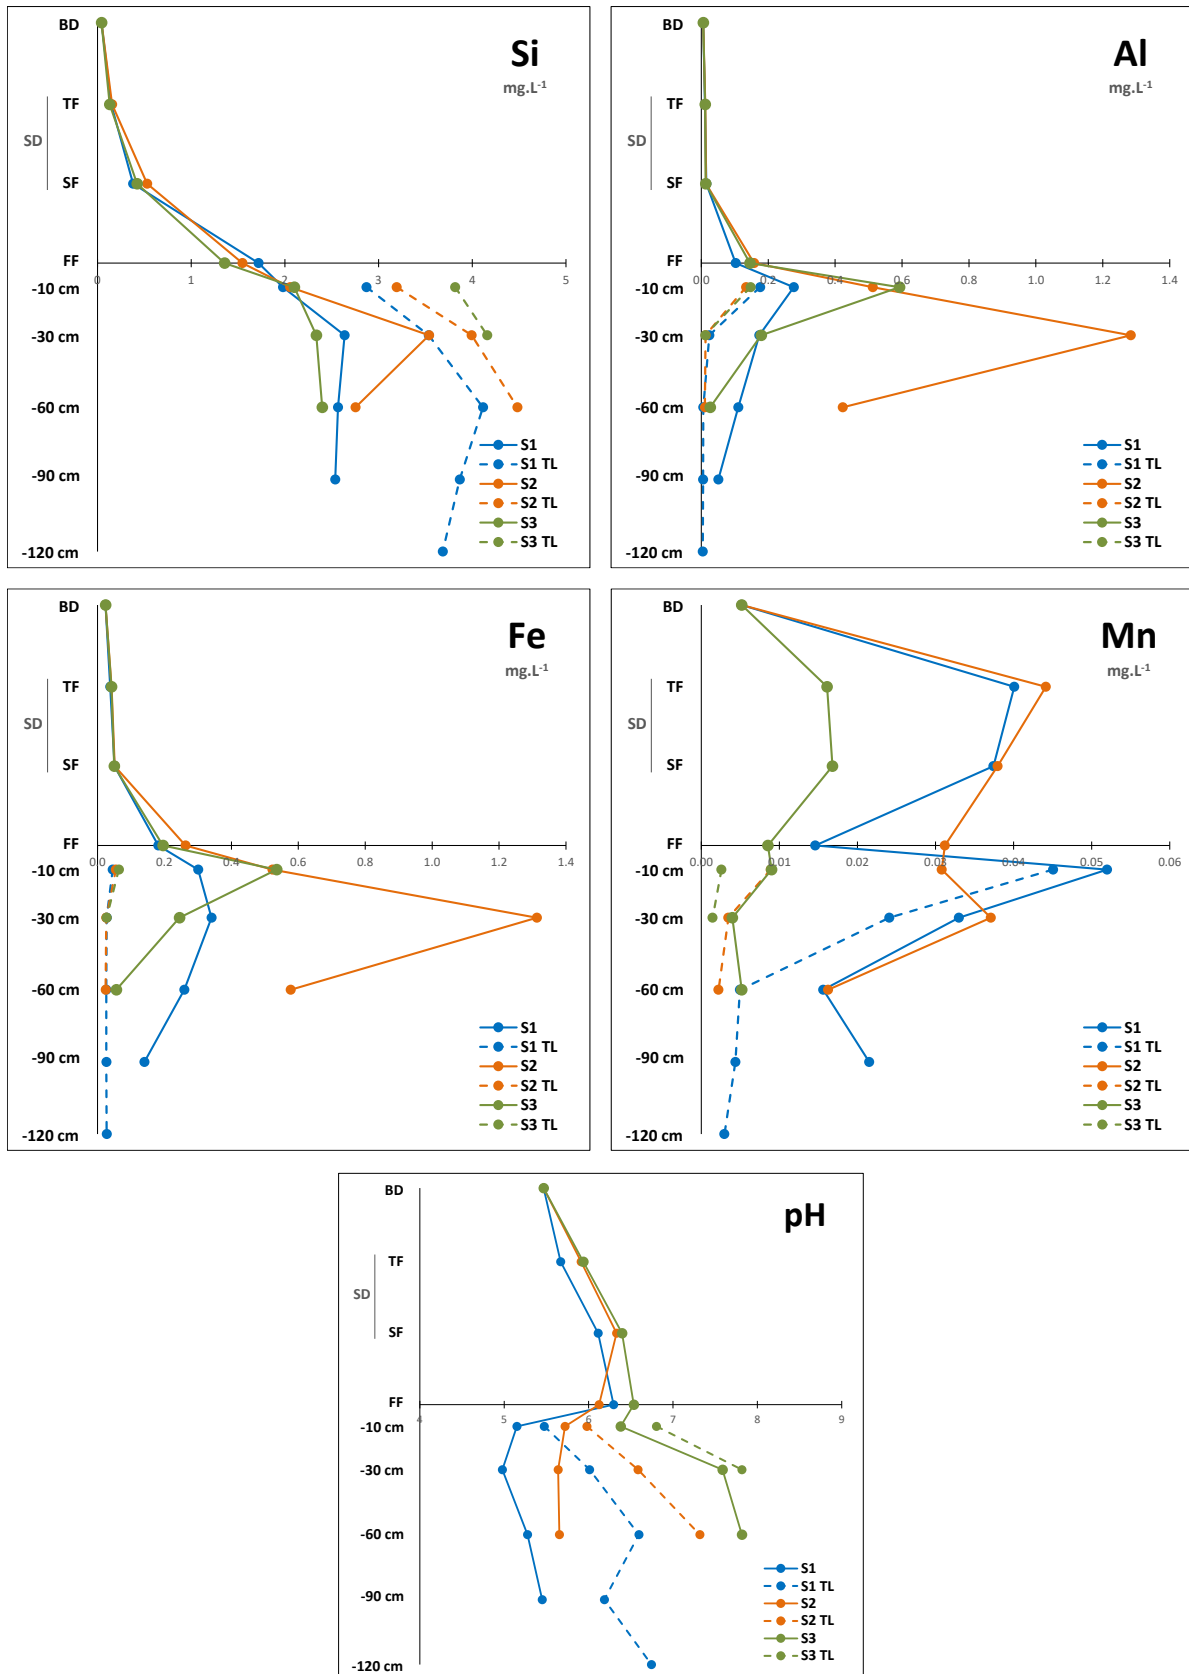 BD
Si
mg.L-1
TF
SD
SF
FF
0 1 2 3 4 5
-10 cm
-30 cm
-60 cm
-90 cm
-120 cm
S1
S1 TL
S2
S2 TL
S3
S3 TL
BD
Al
mg.L-1
TF
SD
SF
FF
0.0 0.2 0.4 0.6 0.8 1.0 1.2 1.4
-10 cm
-30 cm
-60 cm
-90 cm
-120 cm
S1
S1 TL
S2
S2 TL
S3
S3 TL
BD
Fe
mg.L-1
TF
SD
SF
FF
0.0 0.2 0.4 0.6 0.8 1.0 1.2 1.4
-10 cm
-30 cm
-60 cm
-90 cm
-120 cm
S1
S1 TL
S2
S2 TL
S3
S3 TL
BD
Mn
mg.L-1
TF
SD
SF
FF
0.00 0.01 0.02 0.03 0.04 0.05 0.06
-10 cm
-30 cm
-60 cm
-90 cm
-120 cm
S1
S1 TL
S2
S2 TL
S3
S3 TL
BD
pH
TF
SD
SF
FF
4 5 6 7 8 9
-10 cm
-30 cm
-60 cm
-90 cm
-120 cm
S1
S1 TL
S2
S2 TL
S3
S3 TL